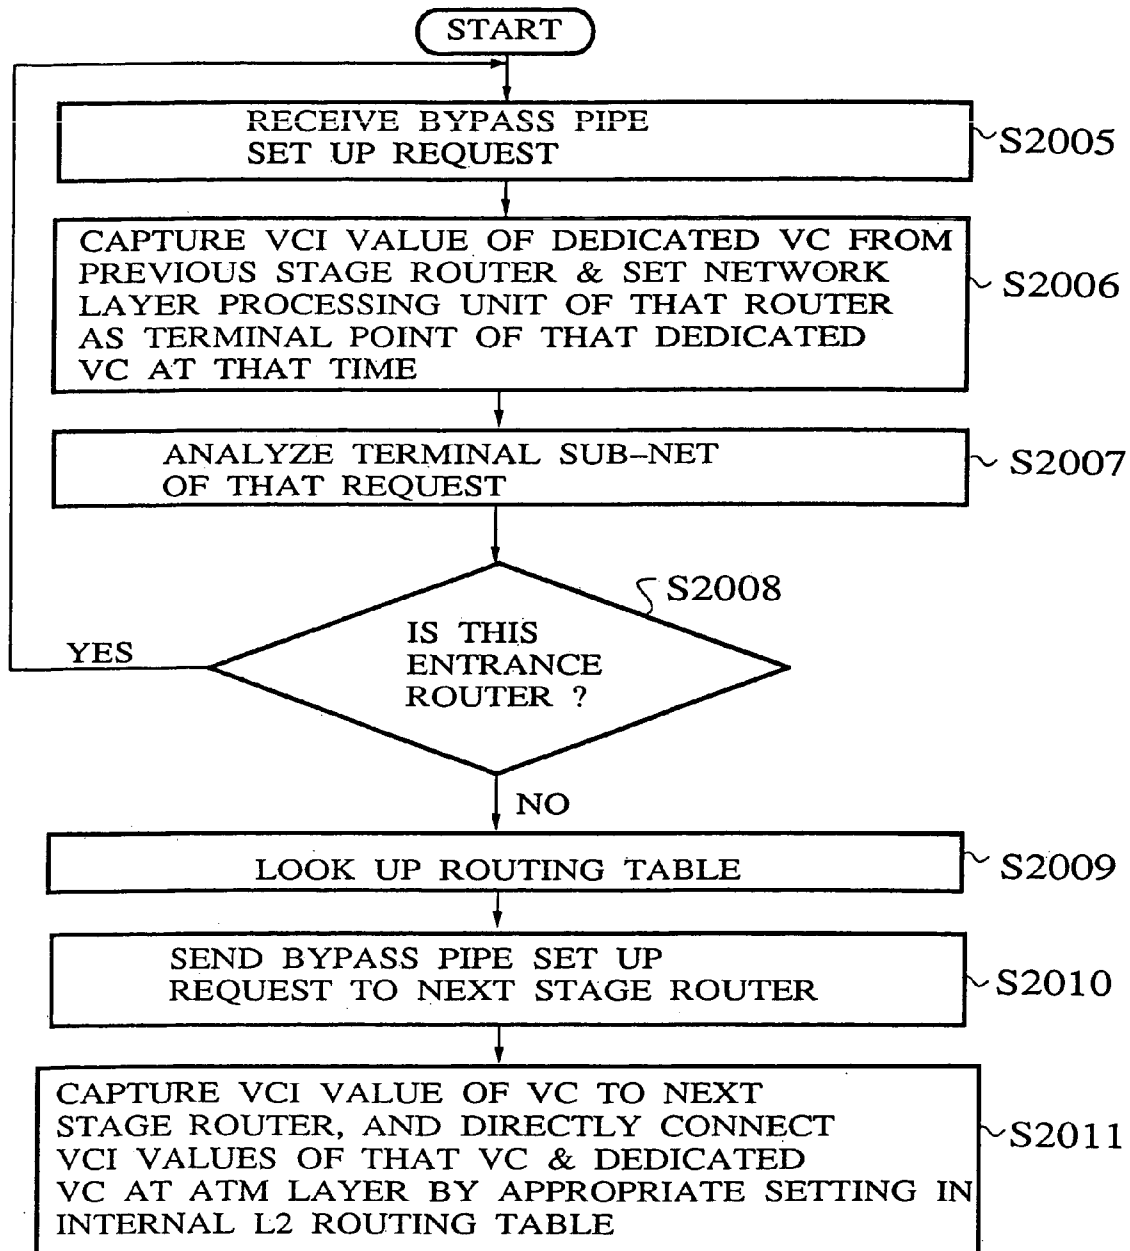 START
RECEIVE BYPASS PIPE
SET UP REQUEST
S2005
CAPTURE VCI VALUE OF DEDICATED VC FROM
PREVIOUS STAGE ROUTER & SET NETWORK
LAYER PROCESSING UNIT OF THAT ROUTER
AS TERMINAL POINT OF THAT DEDICATED
VC AT THAT TIME
S2006
ANALYZE TERMINAL SUB-NET
OF THAT REQUEST
S2007
S2008
IS THIS
ENTRANCE
ROUTER ?
YES
NO
LOOK UP ROUTING TABLE
S2009
SEND BYPASS PIPE SET UP
REQUEST TO NEXT STAGE ROUTER
S2010
CAPTURE VCI VALUE OF VC TO NEXT
STAGE ROUTER, AND DIRECTLY CONNECT
VCI VALUES OF THAT VC & DEDICATED
VC AT ATM LAYER BY APPROPRIATE SETTING IN
INTERNAL L2 ROUTING TABLE
S2011